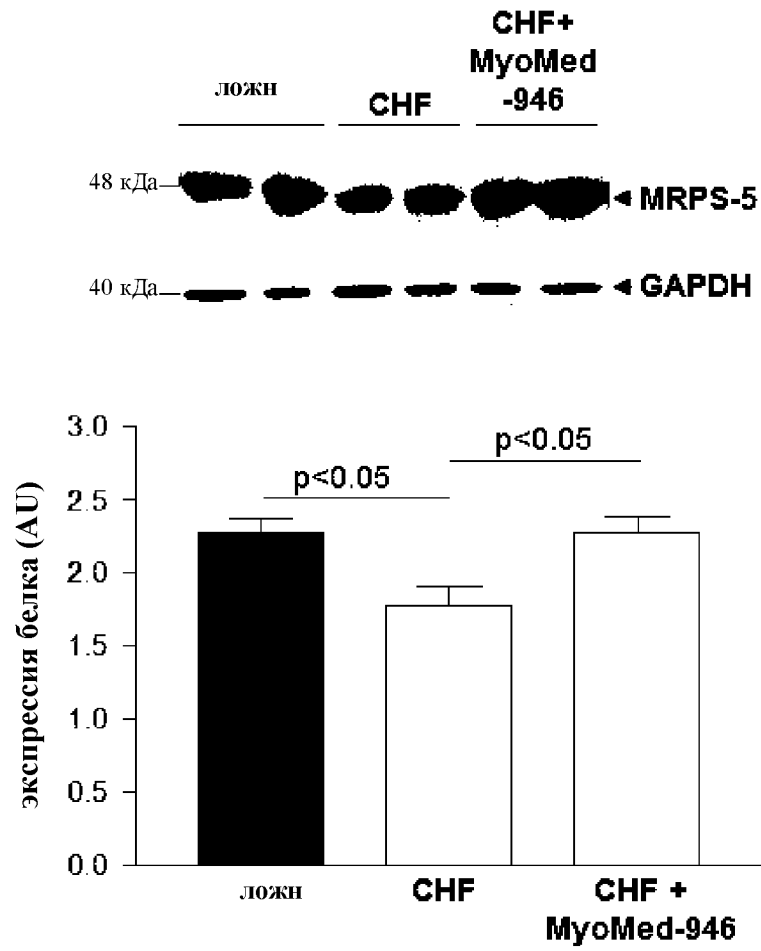 ложн
CHF
CHF+
MyoMed
-946
48 кДа
MRPS-5
40 кДа
GAPDH
экспрессия белка (AU)
3.0
2.5
2.0
1.5
1.0
0.5
0.0
p<0.05
p<0.05
ложн
CHF
CHF +
MyoMed-946